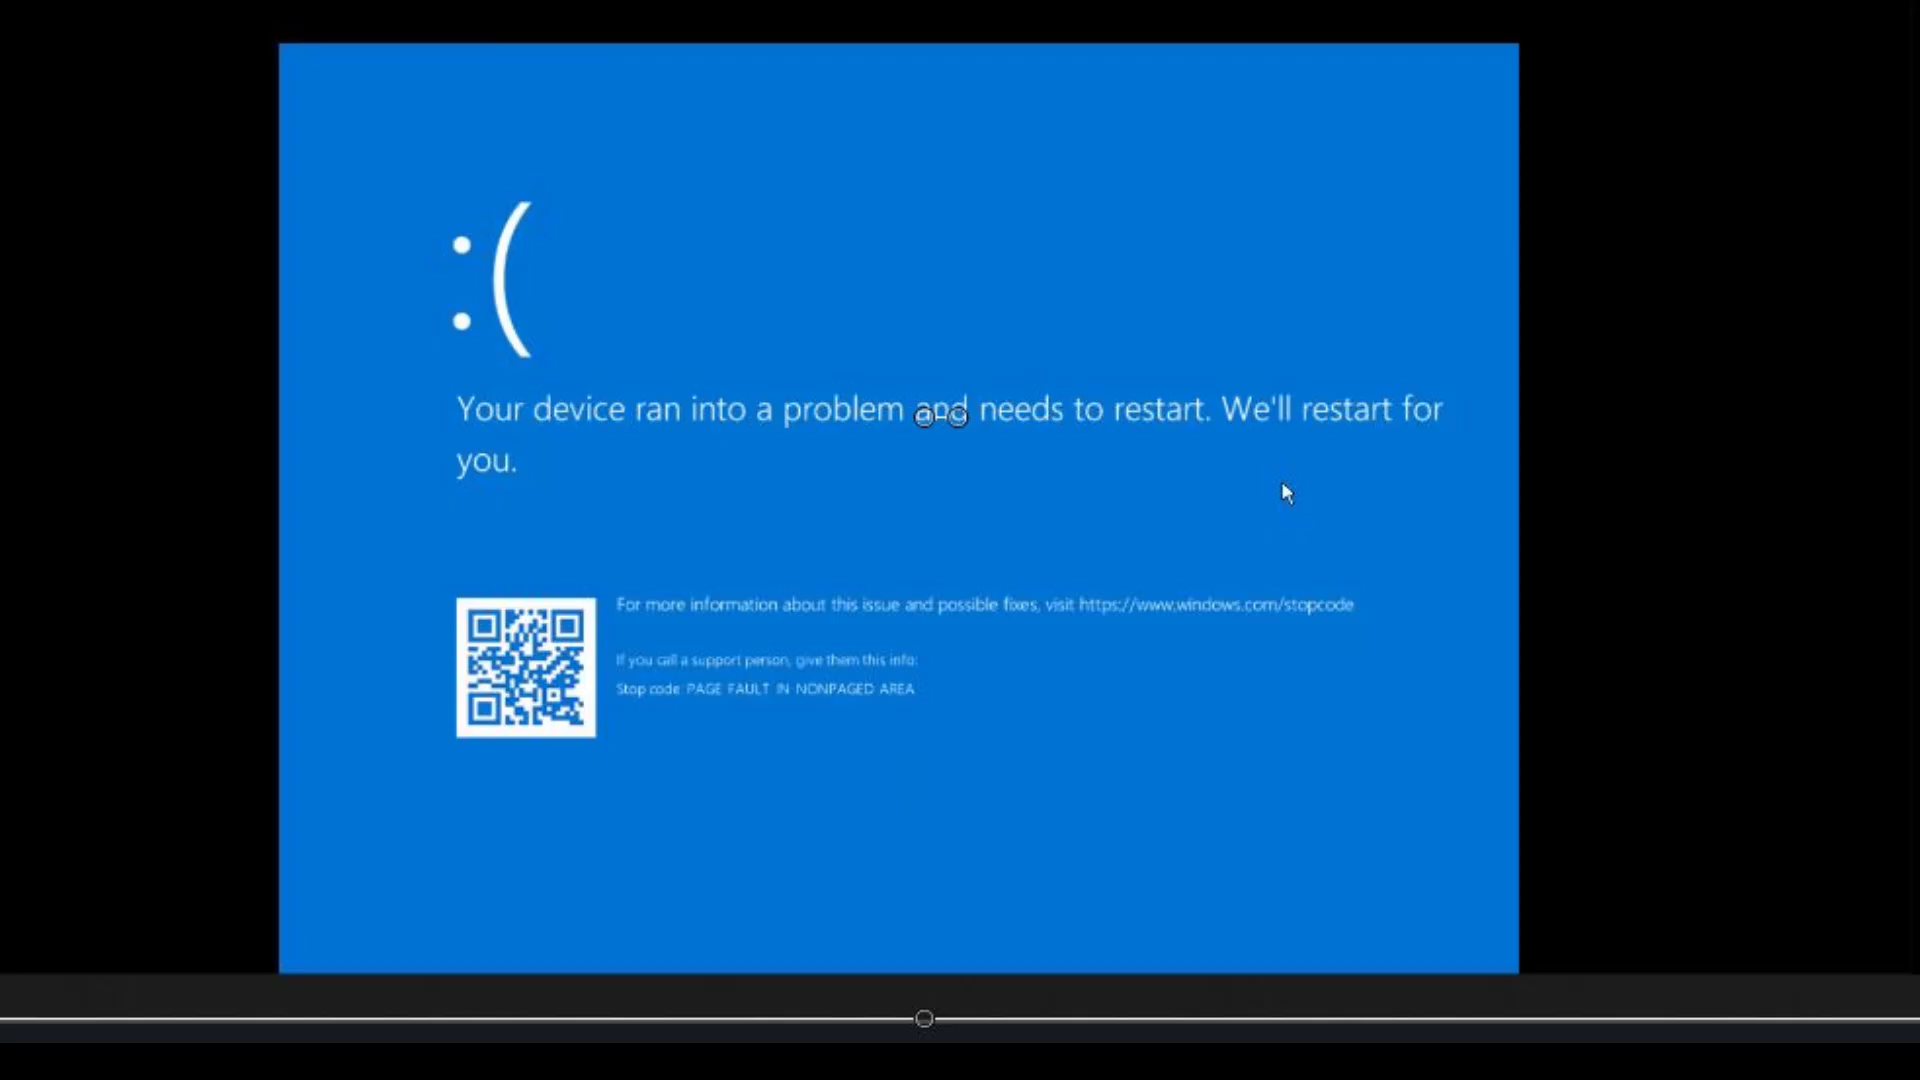 :(
Your device ran into a problem and needs to restart. We'll restart for
you.
For more information about this issue and possible fixes, visit https://www.windows.com/stopcode
If you call a support person, give them this info:
Stop code: PAGE FAULT IN NONPAGED AREA